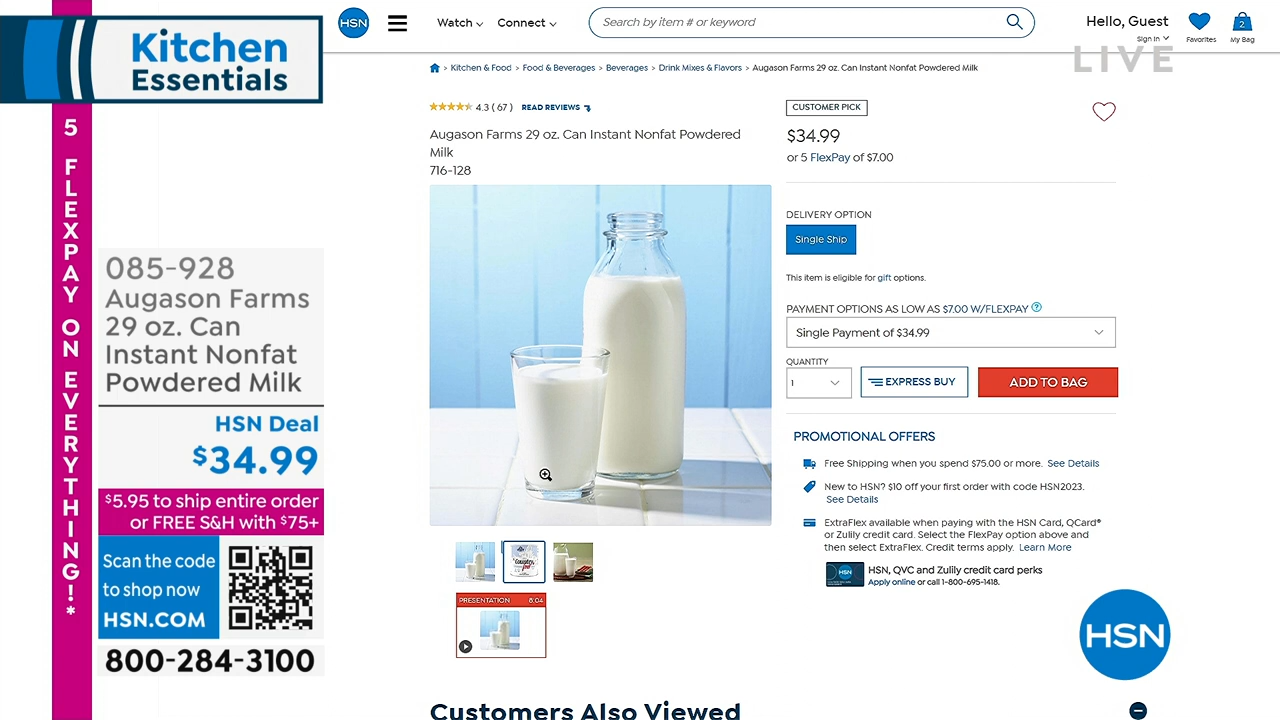 Kitchen
Essentials
5 FLEXPAY ON EVERYTHING!*
085-928
Augason Farms
29 oz. Can
Instant Nonfat
Powdered Milk
HSN Deal
$34.99
$5.95 to ship entire order
or FREE S&H with $75+
Scan the code
to shop now
HSN.COM
800-284-3100
HSN
Watch
Connect
Search by item # or keyword
Hello, Guest
Sign In
Favorites
2
My Bag
LIVE
> Kitchen & Food > Food & Beverages > Beverages > Drink Mixes & Flavors > Augason Farms 29 oz. Can Instant Nonfat Powdered Milk
4.3 ( 67 ) READ REVIEWS
Augason Farms 29 oz. Can Instant Nonfat Powdered
Milk
716-128
PRESENTATION 8:04
CUSTOMER PICK
$34.99
or 5 FlexPay of $7.00
DELIVERY OPTION
Single Ship
This item is eligible for gift options.
PAYMENT OPTIONS AS LOW AS $7.00 W/FLEXPAY ?
Single Payment of $34.99
QUANTITY
1
EXPRESS BUY
ADD TO BAG
PROMOTIONAL OFFERS
Free Shipping when you spend $75.00 or more. See Details
New to HSN? $10 off your first order with code HSN2023.
See Details
ExtraFlex available when paying with the HSN Card, QCard®
or Zulily credit card. Select the FlexPay option above and
then select ExtraFlex. Credit terms apply. Learn More
HSN
HSN, QVC and Zulily credit card perks
Apply online or call 1-800-695-1418.
HSN
Customers Also Viewed